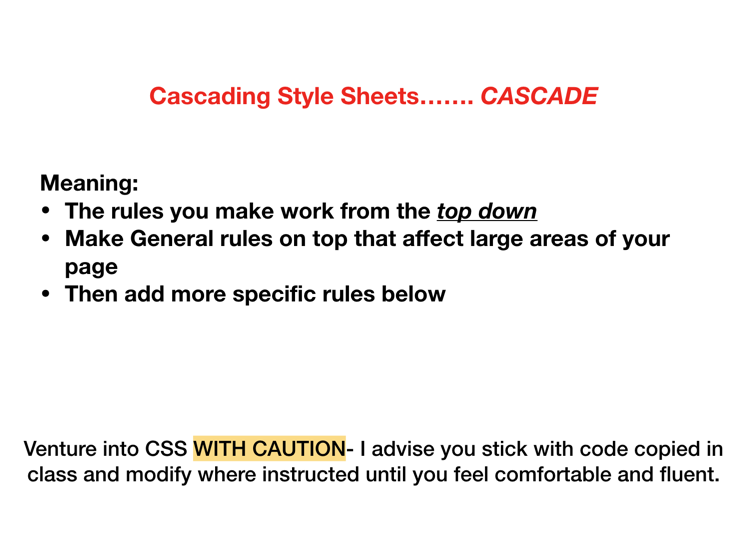 Cascading Style Sheets……. CASCADE
Meaning:
• The rules you make work from the top down
• Make General rules on top that affect large areas of your
page
• Then add more specific rules below
Venture into CSS WITH CAUTION- I advise you stick with code copied in
class and modify where instructed until you feel comfortable and fluent.